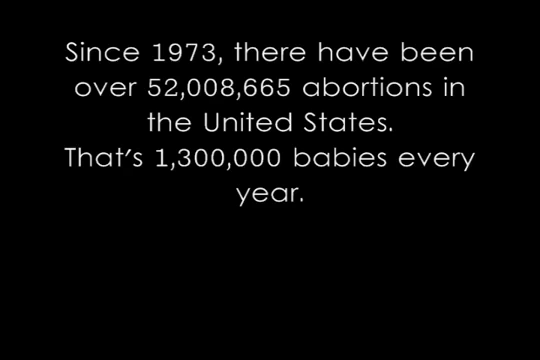 Since 1973, there have been
over 52,008,665 abortions in
the United States.
That's 1,300,000 babies every
year.